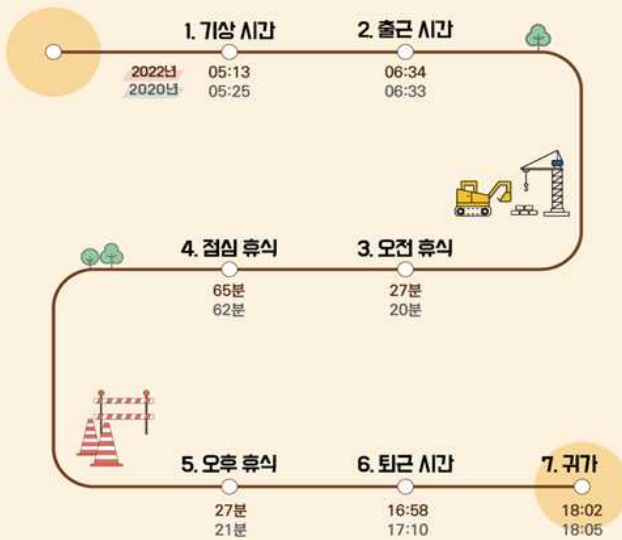 1. 기상 시간
2. 출근 시간
2022년 05:13 06:34
2020년 05:25 06:33
4. 점심 휴식
3. 오전 휴식
65분 27분
62분 20분
5. 오후 휴식
6. 퇴근 시간
7. 귀가
27분 16:58 18:02
21분 17:10 18:05